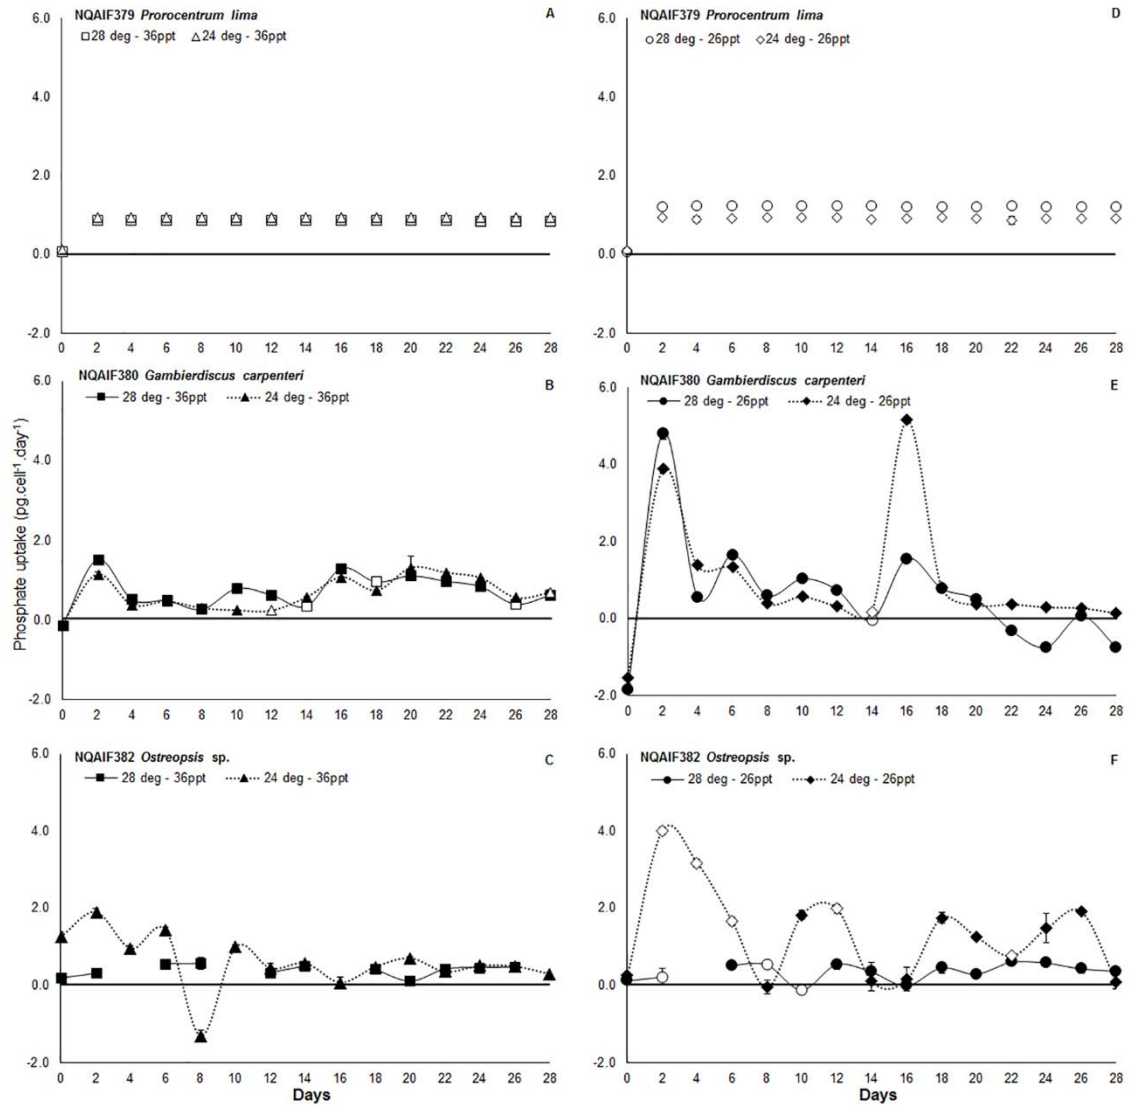 NQAIF379 Prorocentrum lima
A
28 deg - 36ppt 24 deg - 36ppt
6.0
4.0
2.0
0.0
-2.0
0 2 4 6 8 10 12 14 16 18 20 22 24 26 28
NQAIF379 Prorocentrum lima
D
28 deg - 26ppt 24 deg - 26ppt
6.0
4.0
2.0
0.0
-2.0
0 2 4 6 8 10 12 14 16 18 20 22 24 26 28
Phosphate uptake (pg.cell-1.day-1)
NQAIF380 Gambierdiscus carpenteri
B
28 deg - 36ppt 24 deg - 36ppt
6.0
4.0
2.0
0.0
-2.0
0 2 4 6 8 10 12 14 16 18 20 22 24 26 28
NQAIF380 Gambierdiscus carpenteri
E
28 deg - 26ppt 24 deg - 26ppt
6.0
4.0
2.0
0.0
-2.0
0 2 4 6 8 10 12 14 16 18 20 22 24 26 28
NQAIF382 Ostreopsis sp.
C
28 deg - 36ppt 24 deg - 36ppt
6.0
4.0
2.0
0.0
-2.0
0 2 4 6 8 10 12 14 16 18 20 22 24 26 28
Days
NQAIF382 Ostreopsis sp.
F
28 deg - 26ppt 24 deg - 26ppt
6.0
4.0
2.0
0.0
-2.0
0 2 4 6 8 10 12 14 16 18 20 22 24 26 28
Days